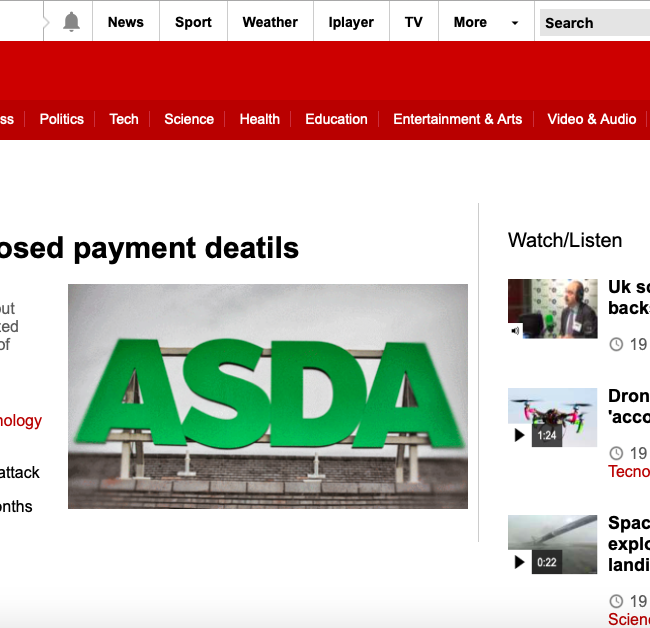 News Sport Weather Iplayer TV More Search
ss Politics Tech Science Health Education Entertainment & Arts Video & Audio
osed payment deatils
Watch/Listen
ASDA
out
ted
of
nology
attack
onths
Uk so
back
19
1:24
Dron
'acco
19
Tecno
0:22
Spac
explo
landi
19
Scien